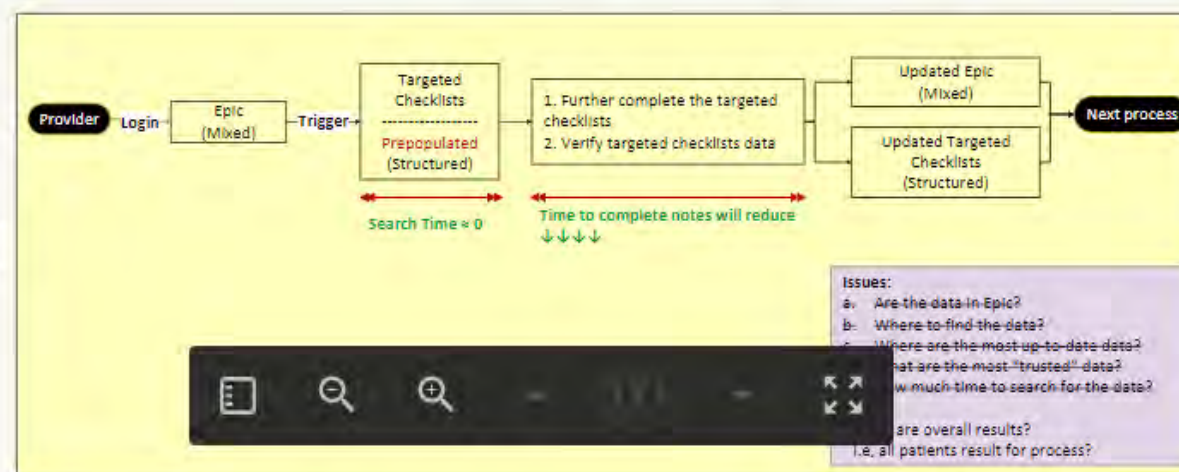 Provider
Login
Epic
(Mixed)
Trigger
Targeted
Checklists
-----------------
Prepopulated
(Structured)
1. Further complete the targeted
checklists
2. Verify targeted checklists data
Updated Epic
(Mixed)
Updated Targeted
Checklists
(Structured)
Next process
Search Time ≈ 0
Time to complete notes will reduce
↓↓↓↓
Issues:
a. Are the data in Epic?
b. Where to find the data?
Where are the most up-to-date data?
are the most "trusted" data?
much time to search for the data?
are overall results?
i.e, all patients result for process?